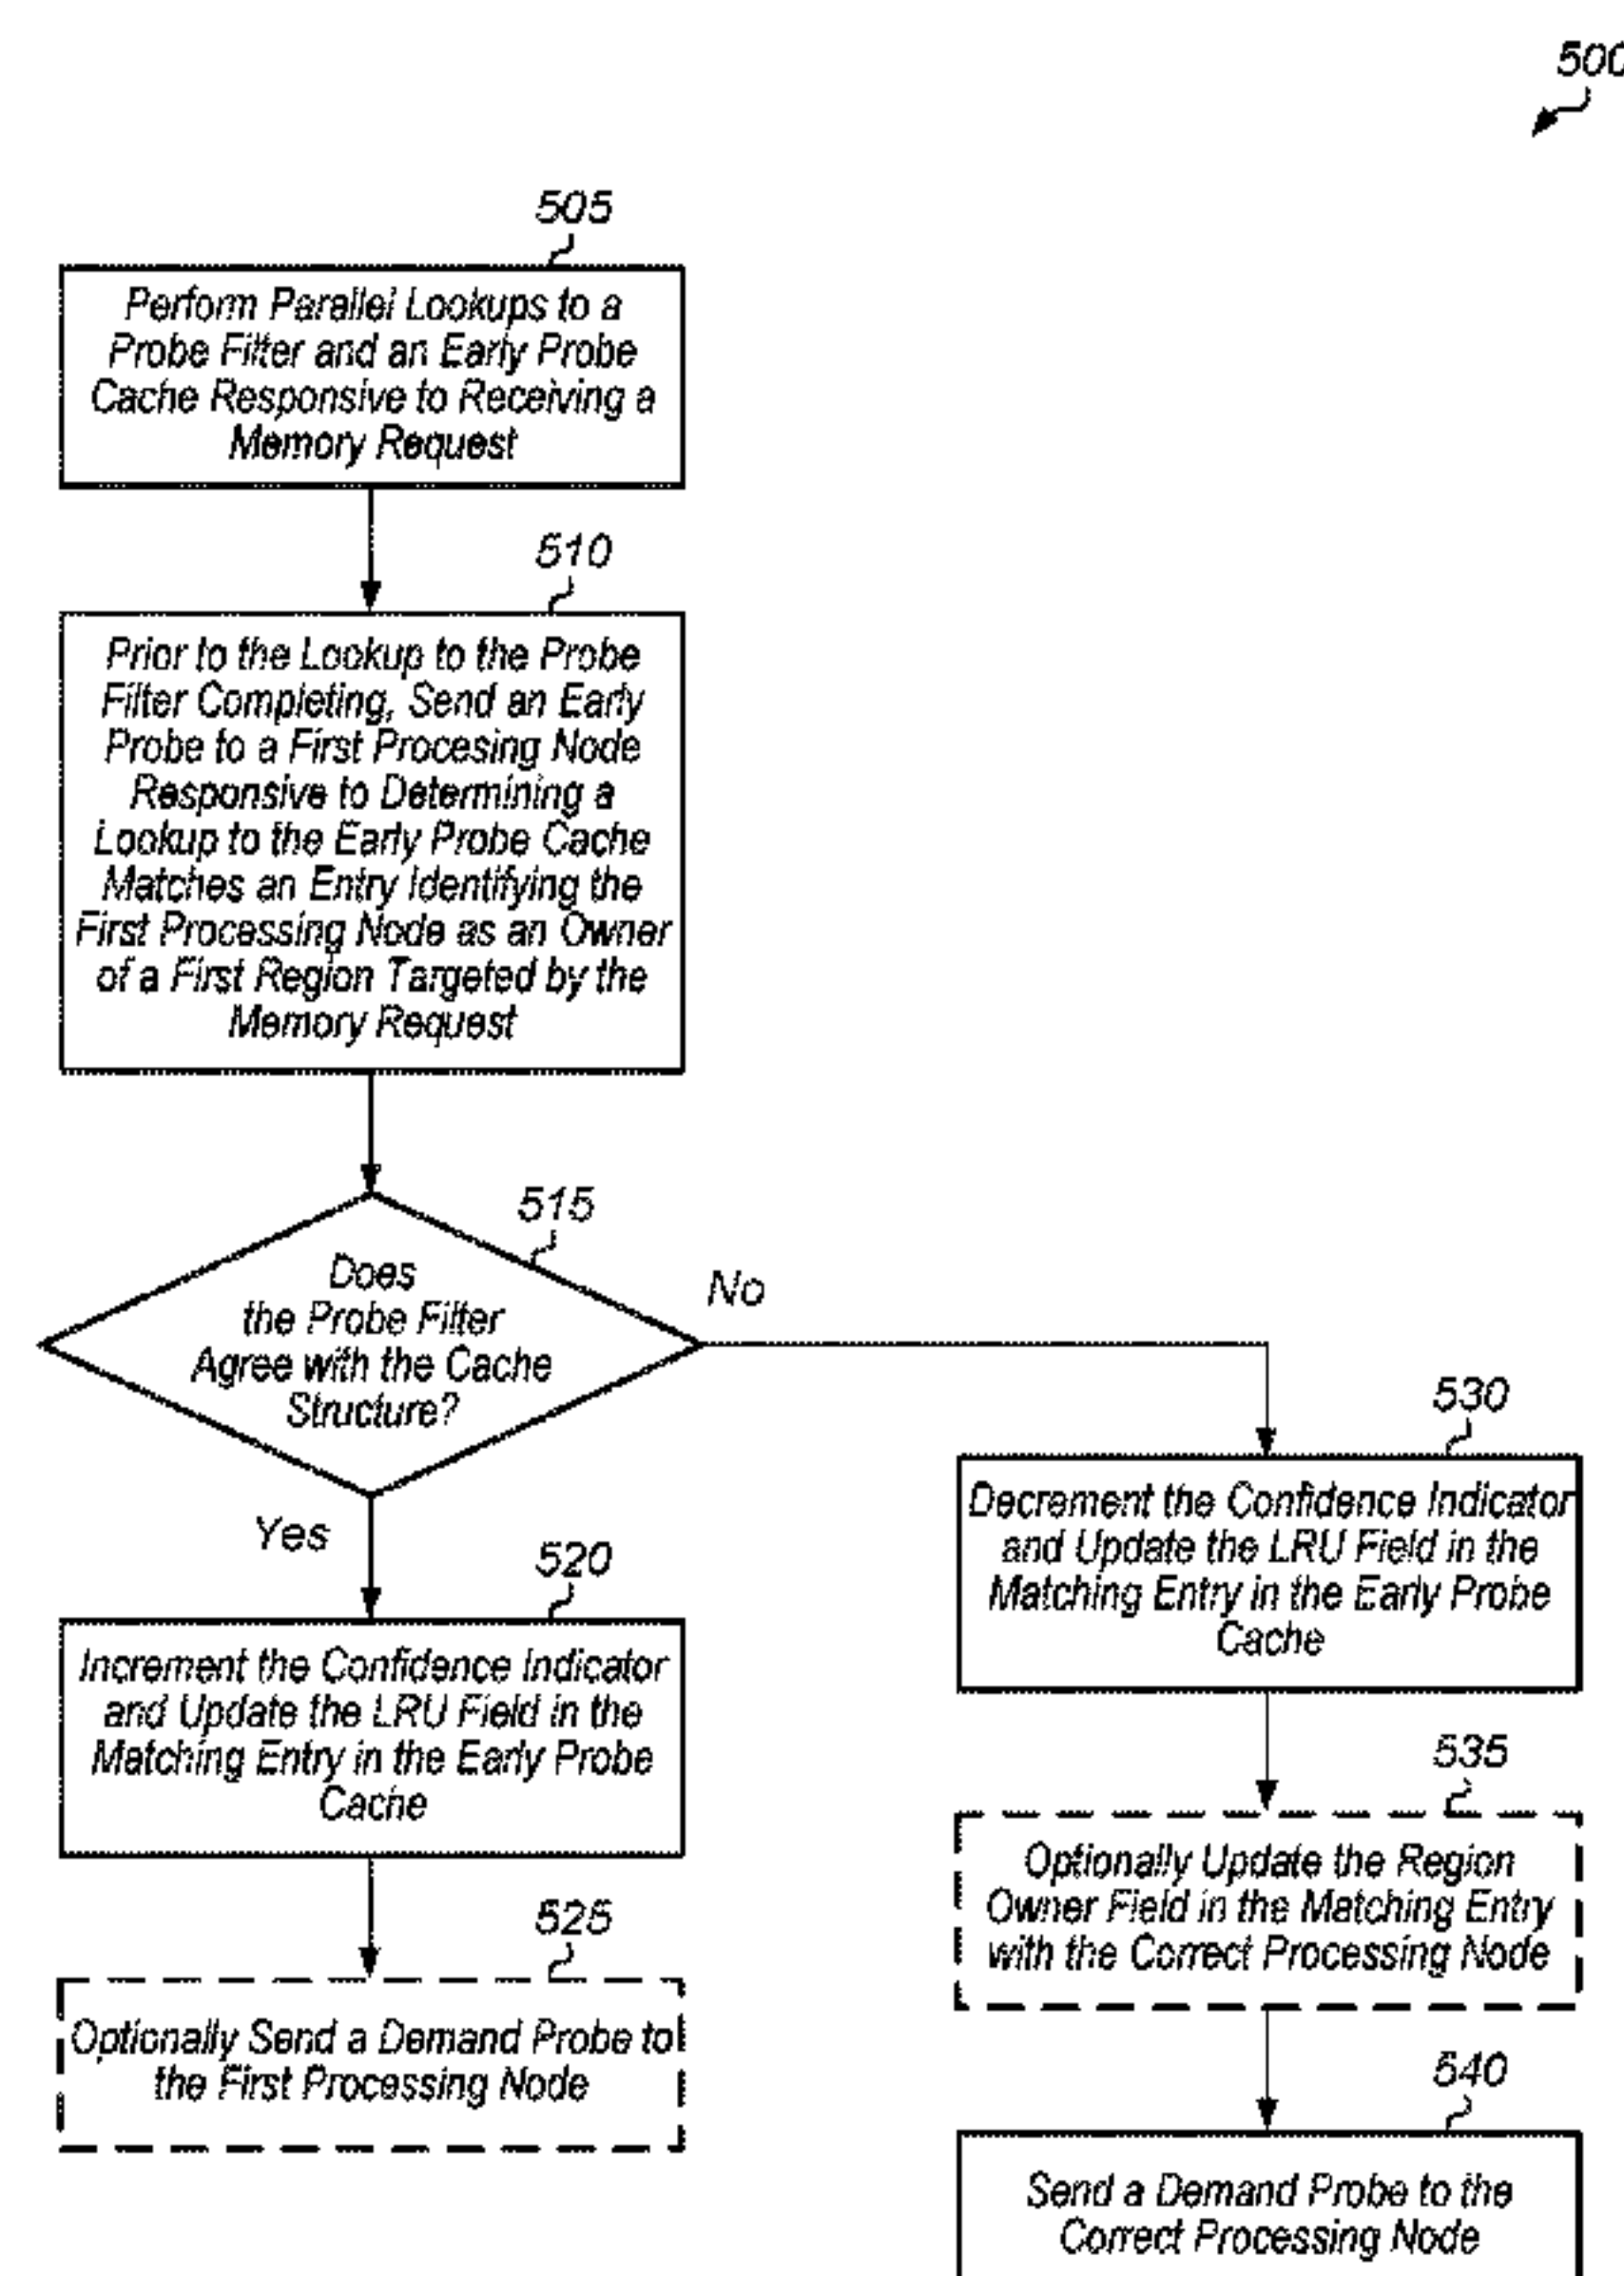 500
505
Perform Parallel Lookups to a
Probe Filter and an Early Probe
Cache Responsive to Receiving a
Memory Request
510
Prior to the Lookup to the Probe
Filter Completing, Send an Early
Probe to a First Procesing Node
Responsive to Determining a
Lookup to the Early Probe Cache
Matches an Entry Identifying the
First Processing Node as an Owner
of a First Region Targeted by the
Memory Request
515
Does
the Probe Filter
Agree with the Cache
Structure?
No
Yes
520
Increment the Confidence Indicator
and Update the LRU Field in the
Matching Entry in the Early Probe
Cache
525
Optionally Send a Demand Probe to
the First Processing Node
530
Decrement the Confidence Indicator
and Update the LRU Field in the
Matching Entry in the Early Probe
Cache
535
Optionally Update the Region
Owner Field in the Matching Entry
with the Correct Processing Node
540
Send a Demand Probe to the
Correct Processing Node